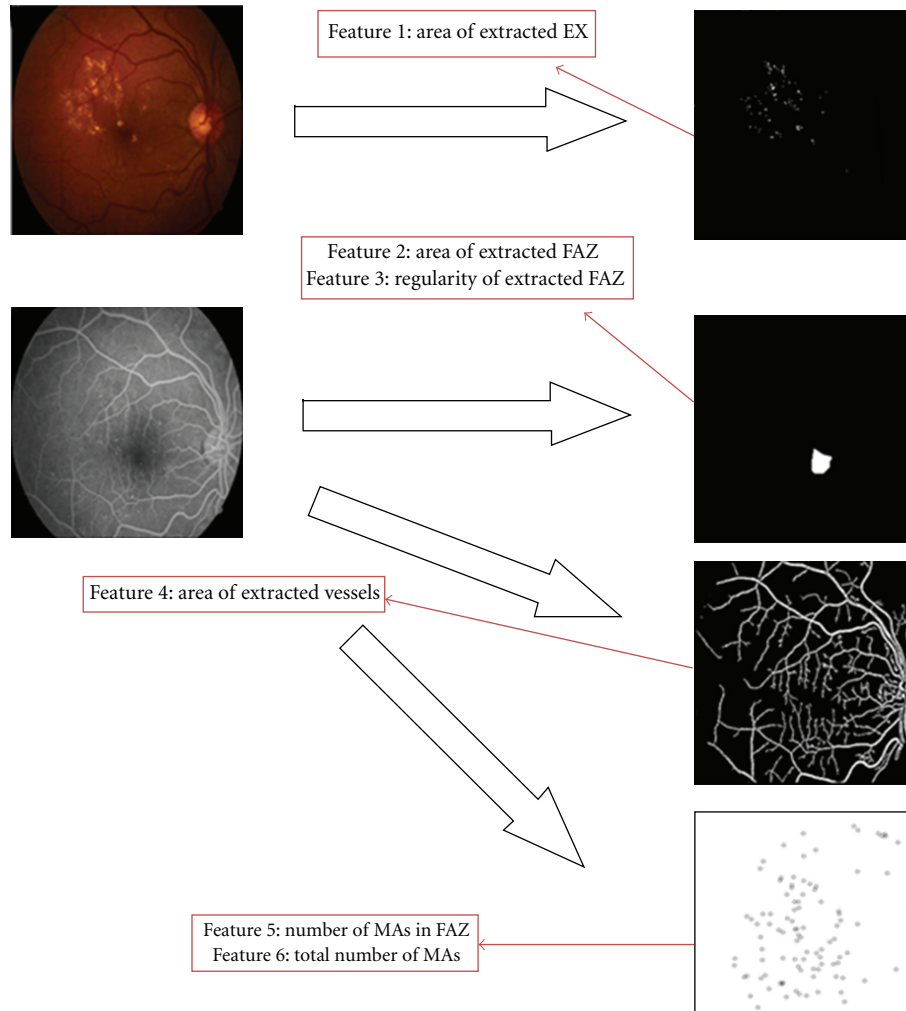 Feature 1: area of extracted EX
Feature 2: area of extracted FAZ
Feature 3: regularity of extracted FAZ
Feature 4: area of extracted vessels
Feature 5: number of MAs in FAZ
Feature 6: total number of MAs